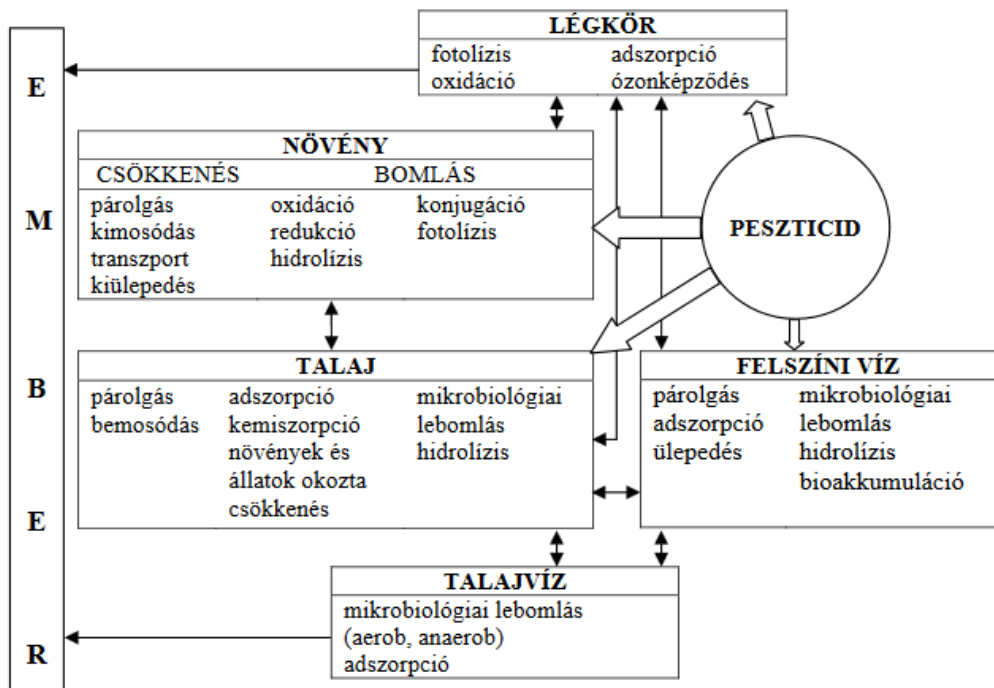 E
M
B
E
R
LÉGKÖR
fotolízis adszorpció
oxidáció ózonképződés
NÖVÉNY
CSÖKKENÉS BOMLÁS
párolgás oxidáció konjugáció
kimosódás redukció fotolízis
transzport hidrolízis
kiülepedés
PESZTICID
TALAJ
párolgás adszorpció mikrobiológiai
bemosódás kemiszorpció lebomlás
növények és hidrolízis
állatok okozta
csökkenés
FELSZÍNI VÍZ
párolgás mikrobiológiai
adszorpció lebomlás
ülepedés hidrolízis
bioakkumuláció
TALAJVÍZ
mikrobiológiai lebomlás
(aerob, anaerob)
adszorpció